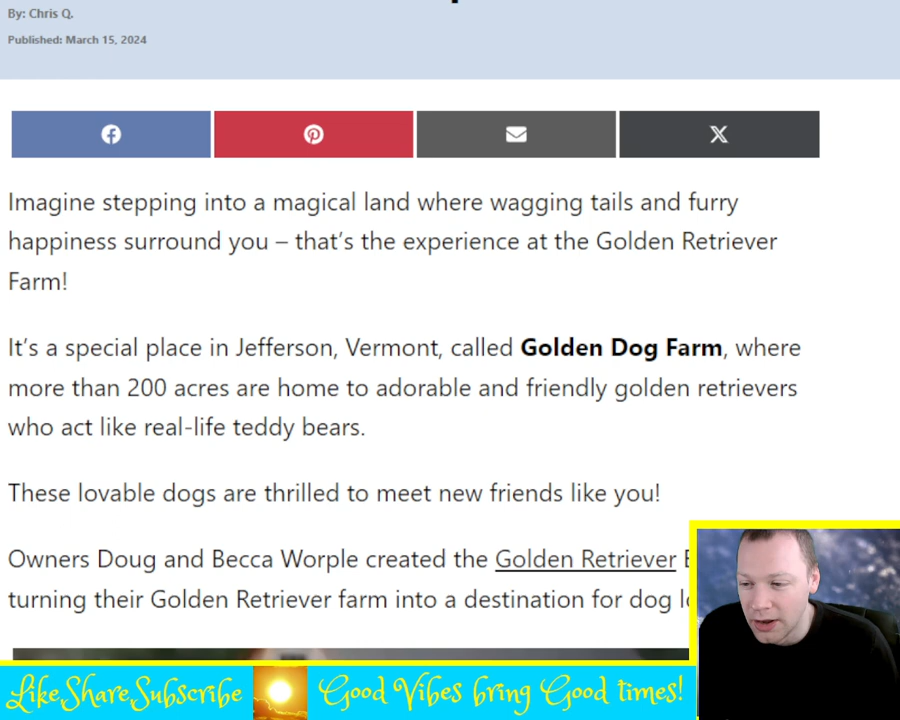 By: Chris Q.
Published: March 15, 2024
Imagine stepping into a magical land where wagging tails and furry
happiness surround you – that's the experience at the Golden Retriever
Farm!
It's a special place in Jefferson, Vermont, called Golden Dog Farm, where
more than 200 acres are home to adorable and friendly golden retrievers
who act like real-life teddy bears.
These lovable dogs are thrilled to meet new friends like you!
Owners Doug and Becca Worple created the Golden Retriever
turning their Golden Retriever farm into a destination for dog
Like,Share,Subscribe Good Vibes bring Good times!